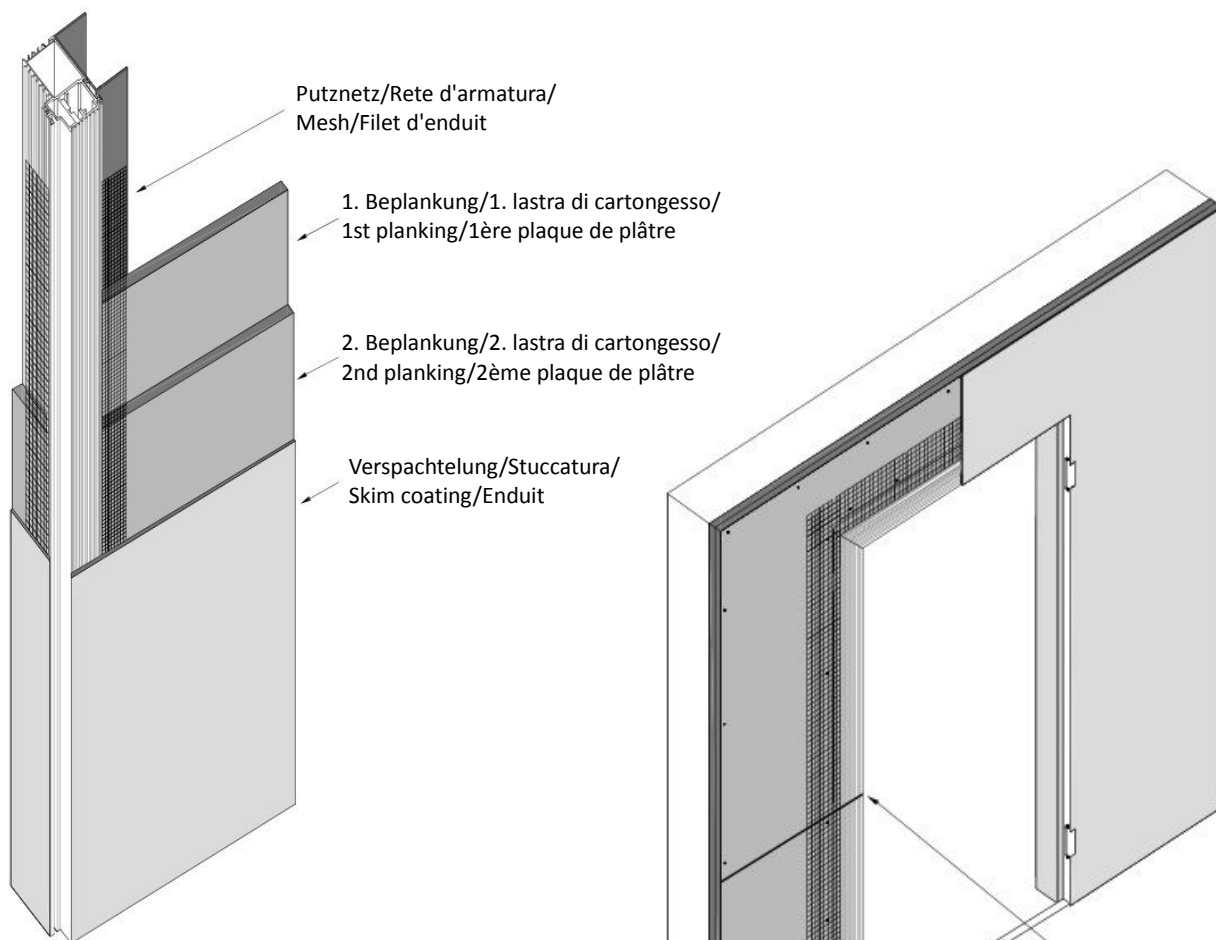 Putznetz/Rete d'armatura/
Mesh/Filet d'enduit
1. Beplankung/1. lastra di cartongesso/
1st planking/1ère plaque de plâtre
2. Beplankung/2. lastra di cartongesso/
2nd planking/2ème plaque de plâtre
Verspachtelung/Stuccatura/
Skim coating/Enduit